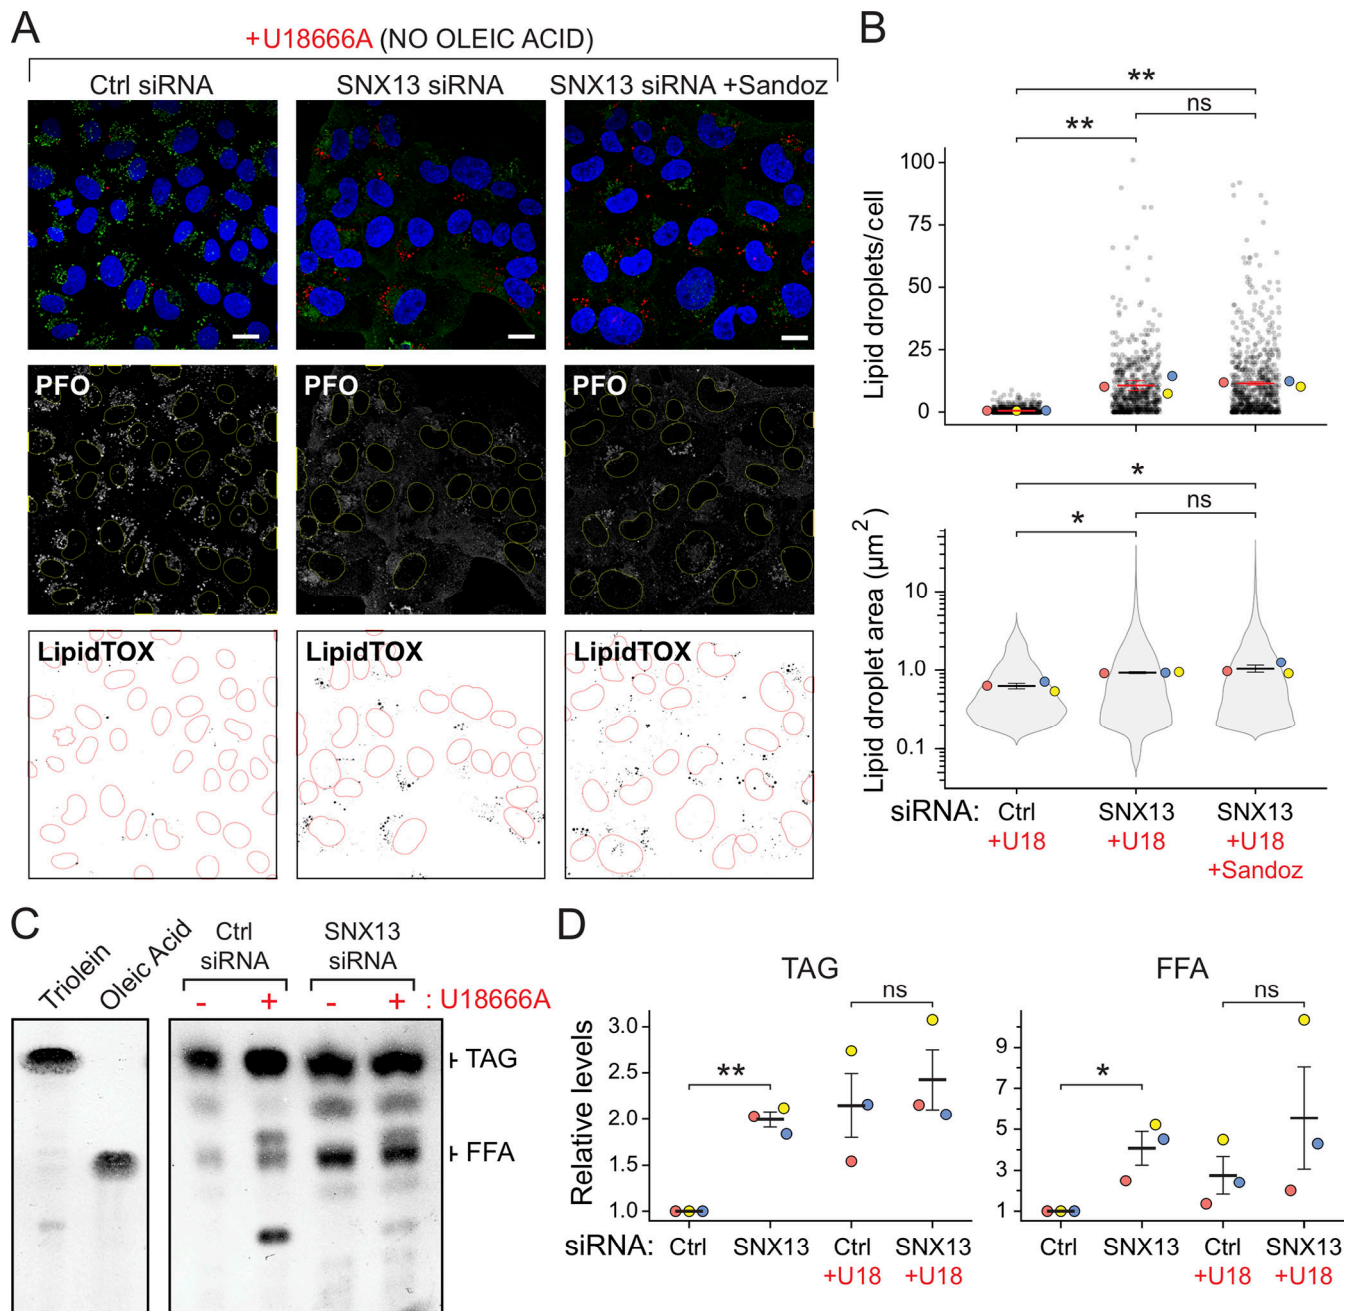 A
+U18666A (NO OLEIC ACID)
Ctrl siRNA
SNX13 siRNA
SNX13 siRNA +Sandoz
PFO
PFO
PFO
LipidTOX
LipidTOX
LipidTOX
B
**
ns
**
Lipid droplets/cell
100
75
50
25
0
*
ns
*
Lipid droplet area (µm²)
10
1.0
0.1
siRNA: Ctrl SNX13 SNX13
+U18 +U18 +U18
+Sandoz
C
Triolein
Oleic Acid
Ctrl siRNA
SNX13 siRNA
- + - + : U18666A
TAG
FFA
D
TAG
ns
**
Relative levels
3.0
2.5
2.0
1.5
1.0
siRNA: Ctrl SNX13 Ctrl SNX13
+U18 +U18
FFA
ns
*
9
7
5
3
1
Ctrl SNX13 Ctrl SNX13
+U18 +U18